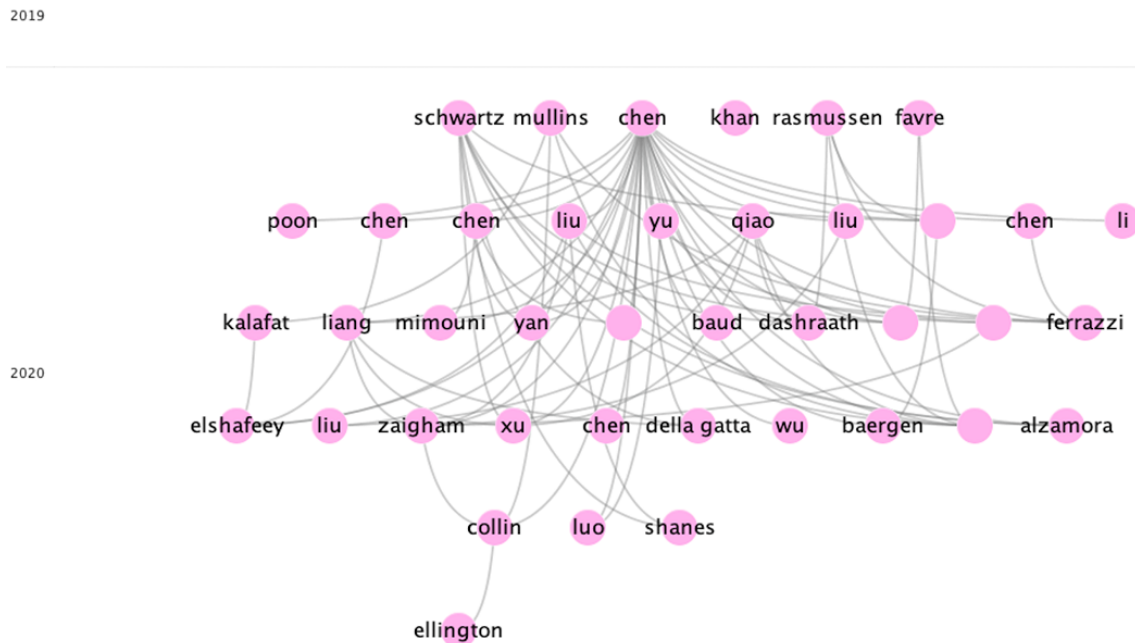 2019
schwartz mullins chen khan rasmussen favre
poon chen chen liu yu qiao liu chen li
kalafat liang mimouni yan baud dashraath ferrazzi
2020
elshafeey liu zaigham xu chen della gatta wu baergen alzamora
collin luo shanes
ellington